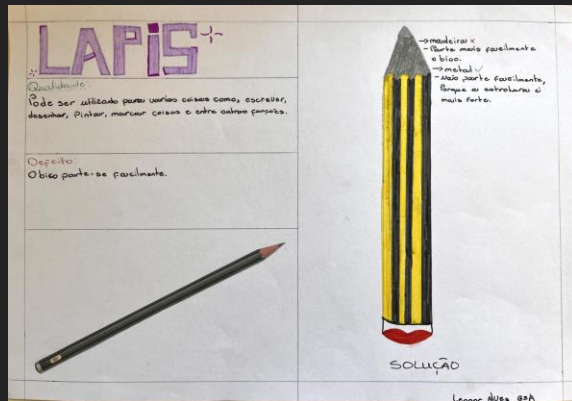 LAPIS
Qualidade:
Pode ser utilizado para varias coisas como, escrever,
desenhar, Pintar, marcar coisas e entre outras funções.
Defeito:
O bico parte-se facilmente.
→madeira x
- Parte mais facilmente
o bico.
→metal ✓
- Não parte facilmente,
Porque a estrutura é
mais forte.
SOLUÇÃO
Leonor